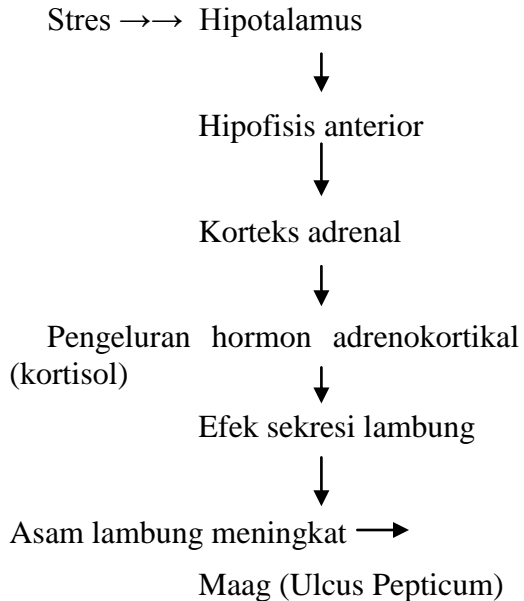 Stres →→ Hipotalamus
Hipofisis anterior
Korteks adrenal
Pengeluran hormon adrenokortikal
(kortisol)
Efek sekresi lambung
Asam lambung meningkat
Maag (Ulcus Pepticum)